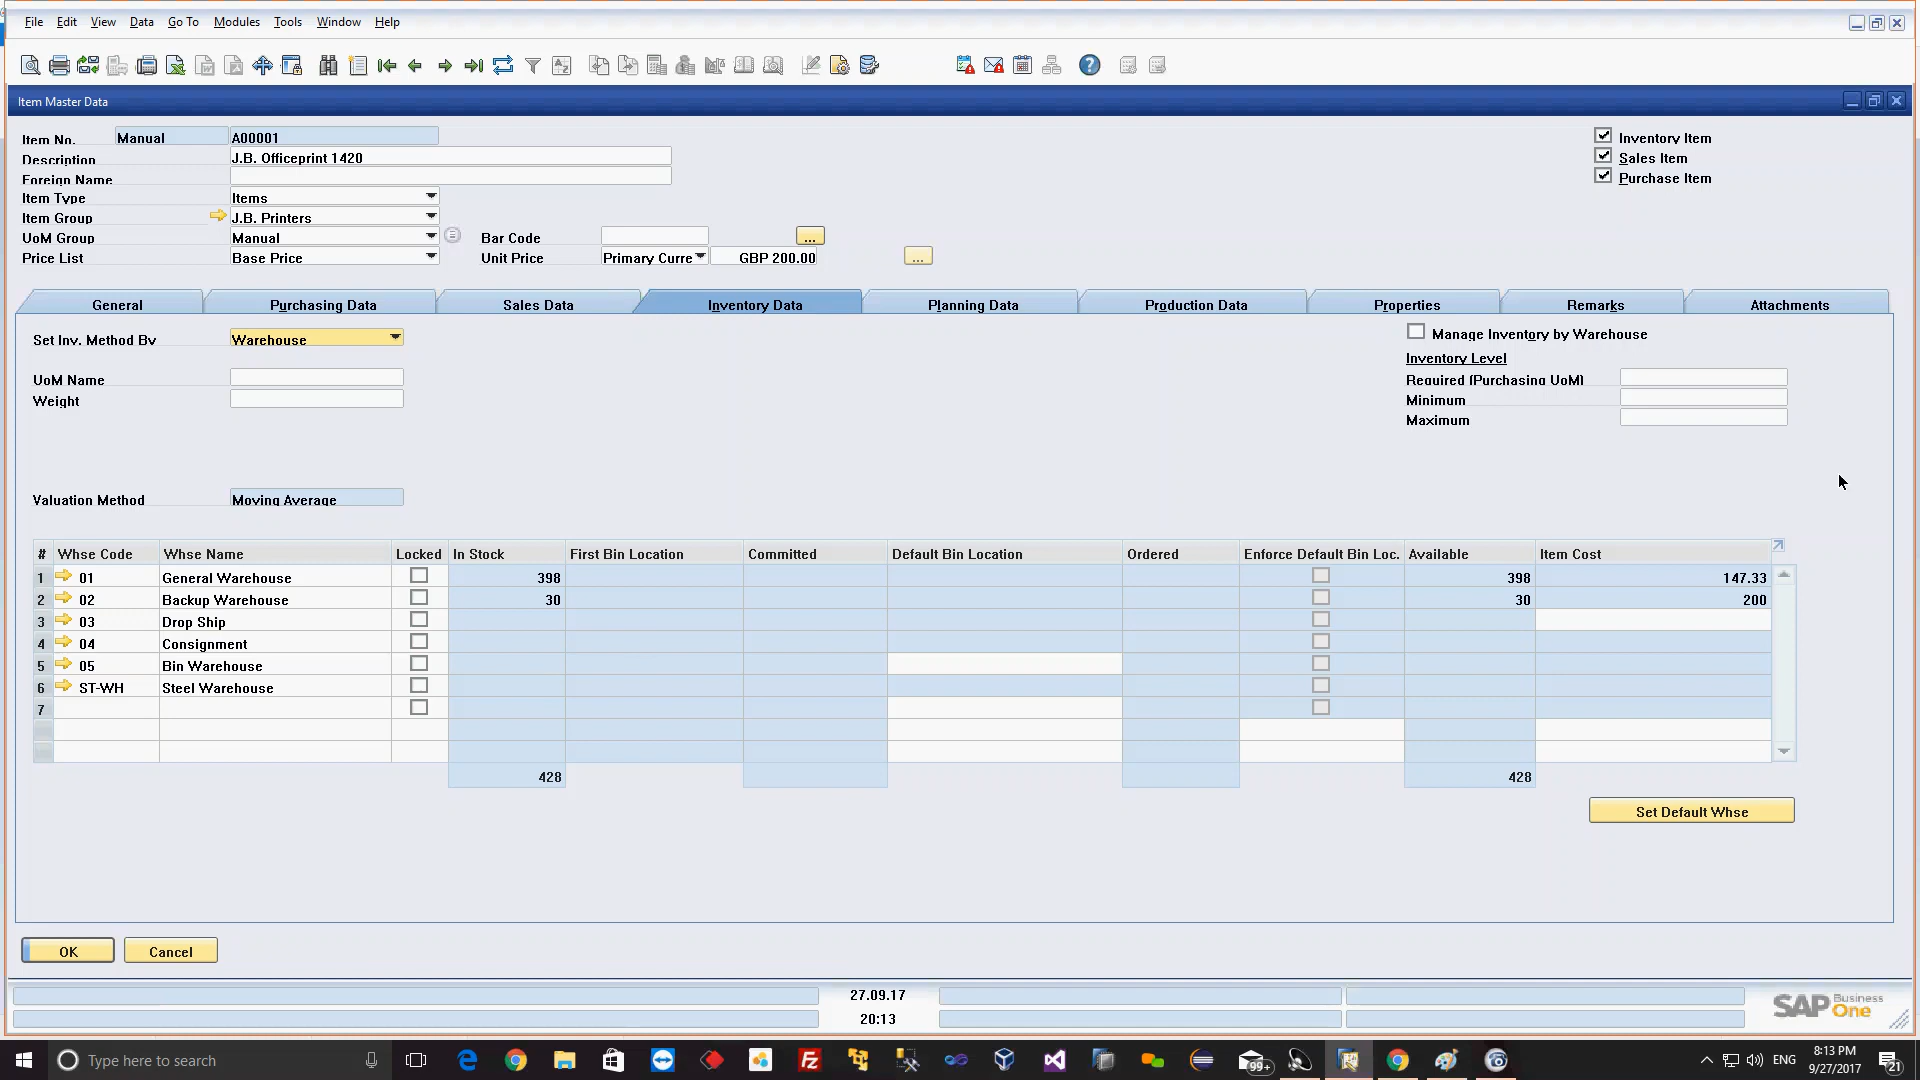 File Edit View Data Go To Modules Tools Window Help
Item Master Data
Item No. Manual A00001
Inventory Item
Description J.B. Officeprint 1420
Sales Item
Foreign Name
Purchase Item
Item Type Items
Item Group J.B. Printers
UoM Group Manual Bar Code ...
Price List Base Price Unit Price Primary Curre GBP 200.00 ...
General Purchasing Data Sales Data Inventory Data Planning Data Production Data Properties Remarks Attachments
Set Inv. Method By Warehouse
Manage Inventory by Warehouse
Inventory Level
UoM Name
Required (Purchasing UoM)
Weight
Minimum
Maximum
Valuation Method Moving Average
# Whse Code Whse Name Locked In Stock First Bin Location Committed Default Bin Location Ordered Enforce Default Bin Loc. Available Item Cost
1 01 General Warehouse 398 398 147.33
2 02 Backup Warehouse 30 30 200
3 03 Drop Ship
4 04 Consignment
5 05 Bin Warehouse
6 ST-WH Steel Warehouse
7
428 428
Set Default Whse
OK Cancel
27.09.17
20:13
SAP Business One
Type here to search
99+
ENG
8:13 PM
9/27/2017
21